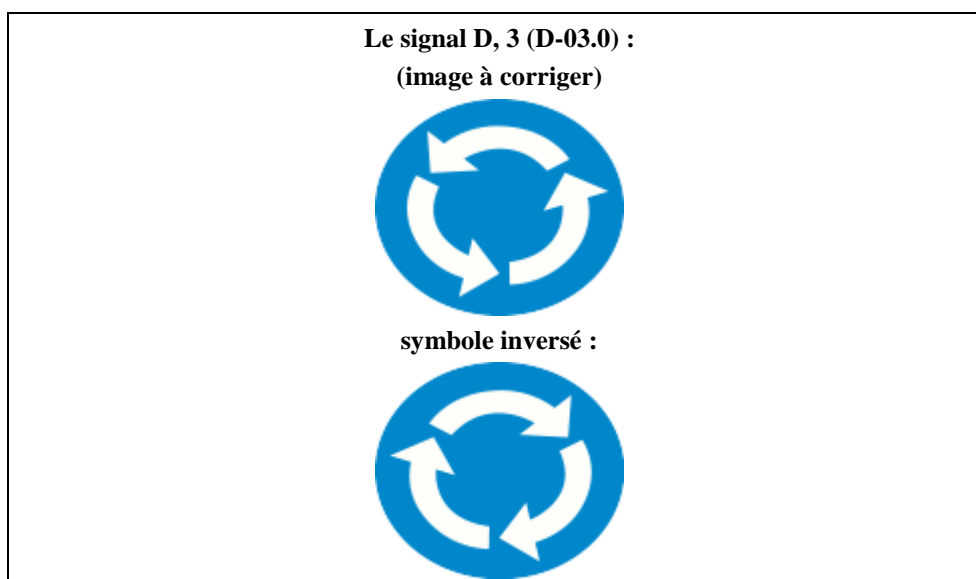 Le signal D, 3 (D-03.0) :
(image à corriger)
symbole inversé :